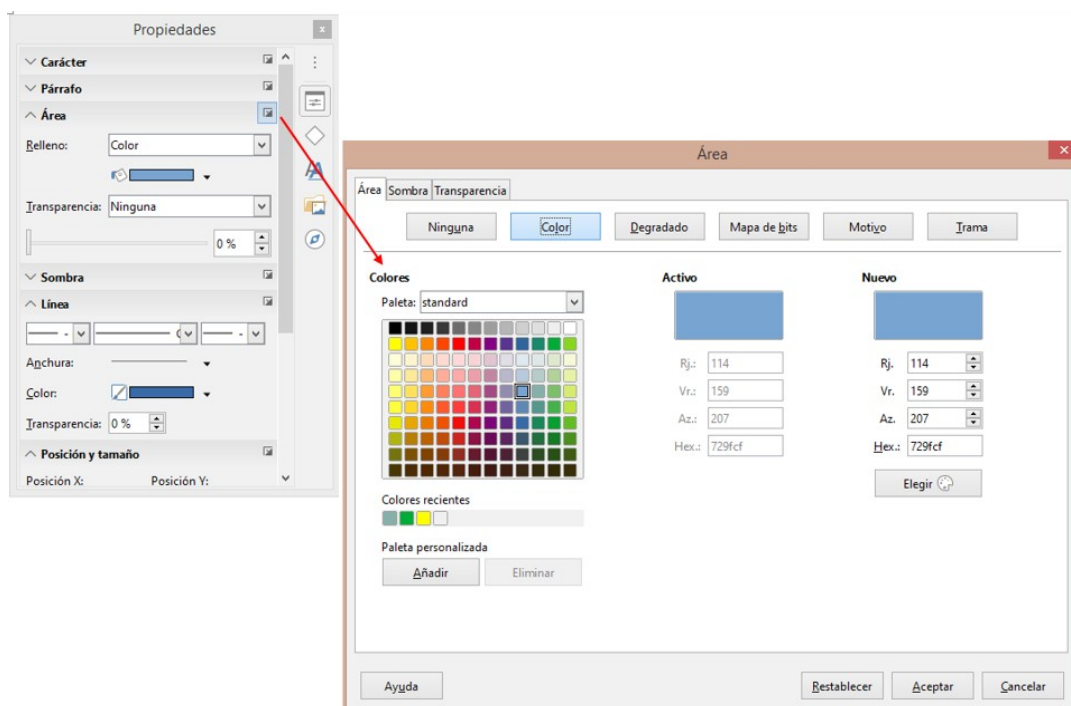 Propiedades
Carácter
Párrafo
Área
Relleno: Color
Transparencia: Ninguna
0 %
Sombra
Línea
Anchura:
Color:
Transparencia: 0 %
Posición y tamaño
Posición X: Posición Y:
Área
Área Sombra Transparencia
Ninguna Color Degradado Mapa de bits Motivo Trama
Colores
Paleta: standard
Colores recientes
Paleta personalizada
Añadir Eliminar
Activo
Rj.: 114
Vr.: 159
Az.: 207
Hex.: 729fcf
Nuevo
Rj. 114
Vr. 159
Az. 207
Hex.: 729fcf
Elegir
Ayuda Restablecer Aceptar Cancelar